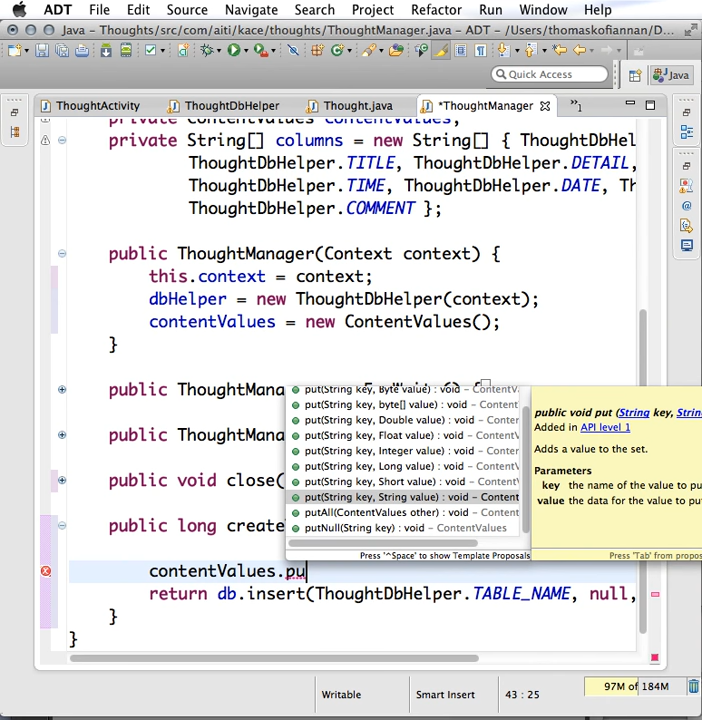 ADT File Edit Source Navigate Search Project Refactor Run Window Help
Java – Thoughts/src/com/aiti/kace/thoughts/ThoughtManager.java – ADT – /Users/thomaskofiannan/D...
Quick Access
Java
ThoughtActivity ThoughtDbHelper Thought.java *ThoughtManager »1
private ContentValues contentValues;
private String[] columns = new String[] { ThoughtDbHel
ThoughtDbHelper.TITLE, ThoughtDbHelper.DETAIL,
ThoughtDbHelper.TIME, ThoughtDbHelper.DATE, Th
ThoughtDbHelper.COMMENT };
public ThoughtManager(Context context) {
this.context = context;
dbHelper = new ThoughtDbHelper(context);
contentValues = new ContentValues();
}
public ThoughtMana
public ThoughtMana
public void close(
public long create
contentValues.pu
return db.insert(ThoughtDbHelper.TABLE_NAME, null,
}
}
put(String key, Byte value) : void – ContentV
put(String key, byte[] value) : void – Content
put(String key, Double value) : void – Conten
put(String key, Float value) : void – Content
put(String key, Integer value) : void – Conten
put(String key, Long value) : void – Content
put(String key, Short value) : void – Content
put(String key, String value) : void – Content
putAll(ContentValues other) : void – Content
putNull(String key) : void – ContentValues
Press '^Space' to show Template Proposals
public void put (String key, Strin
Added in API level 1
Adds a value to the set.
Parameters
key the name of the value to pu
value the data for the value to pu
Press 'Tab' from propos
Writable Smart Insert 43 : 25 97M of 184M